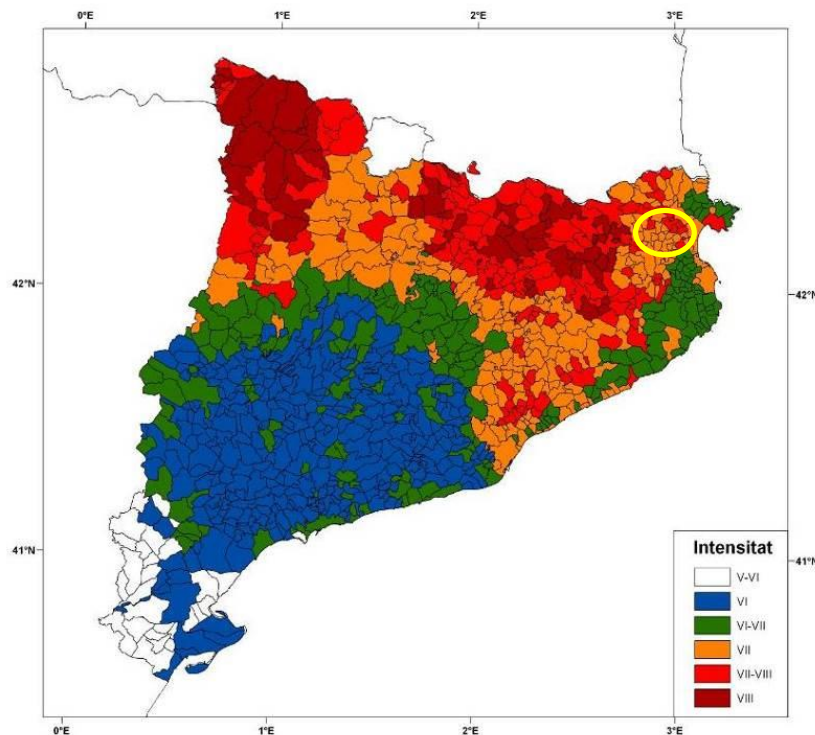 0°E 1°E 2°E 3°E
42°N 42°N
41°N 41°N
Intensitat
V-VI
VI
VI-VII
VII
VII-VIII
VIII
0°E 1°E 2°E 3°E